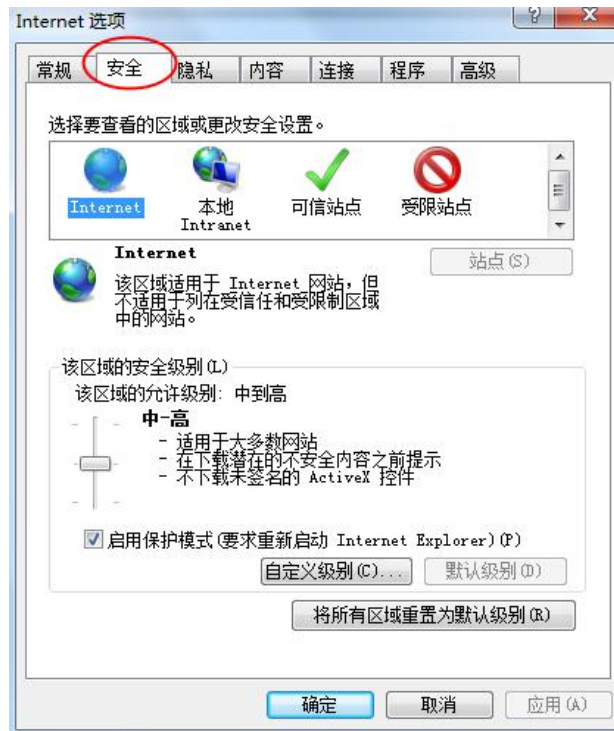 Internet 选项
常规 安全 隐私 内容 连接 程序 高级
选择要查看的区域或更改安全设置。
Internet 本地 Intranet 可信站点 受限站点
Internet
站点(S)
该区域适用于 Internet 网站，但
不适用于列在受信任和受限制区域
中的网站。
该区域的安全级别(L)
该区域的允许级别: 中到高
中-高
- 适用于大多数网站
- 在下载潜在的不安全内容之前提示
- 不下载未签名的 ActiveX 控件
启用保护模式(要求重新启动 Internet Explorer)(P)
自定义级别(C)... 默认级别(D)
将所有区域重置为默认级别(R)
确定 取消 应用(A)